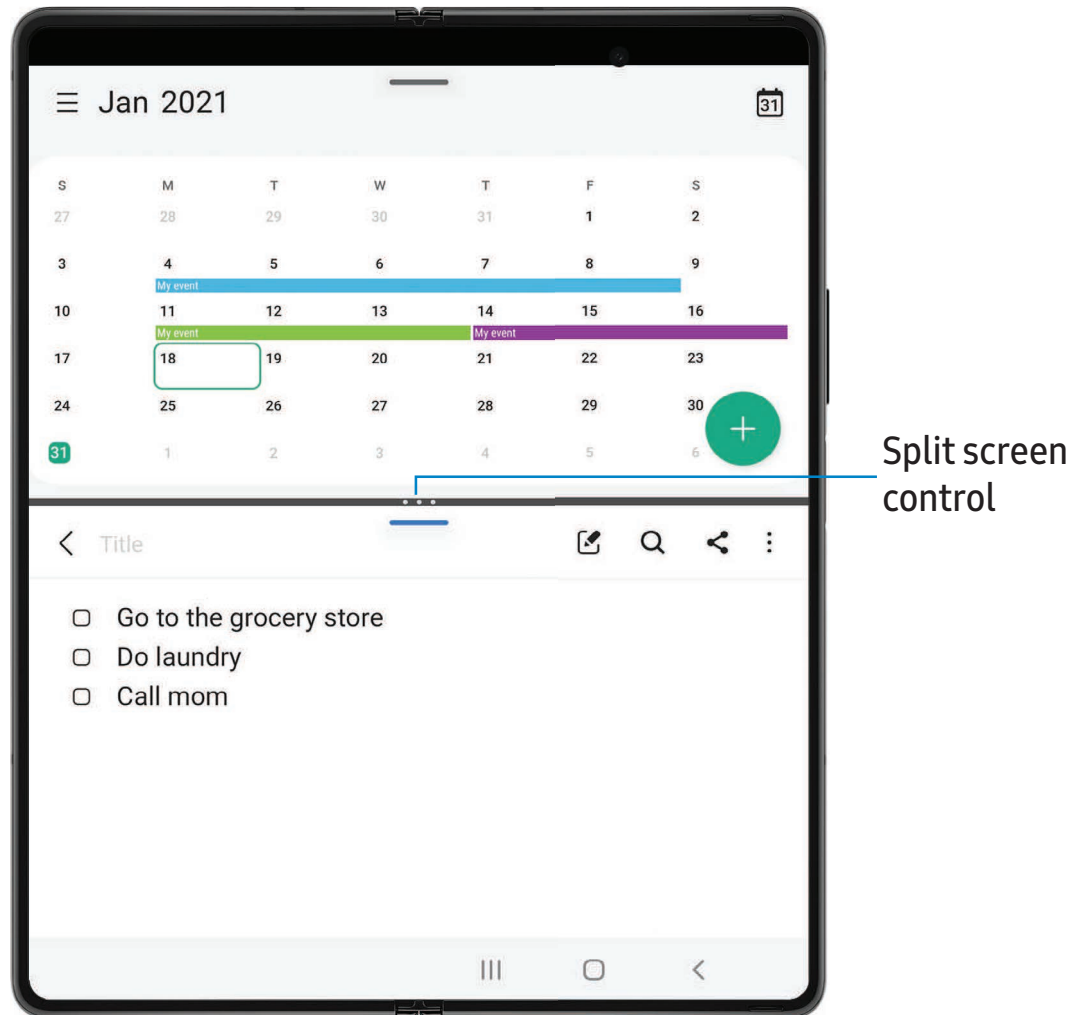 Jan 2021
31
S M T W T F S
27 28 29 30 31 1 2
3 4 5 6 7 8 9
My event
10 11 12 13 14 15 16
My event My event
17 18 19 20 21 22 23
24 25 26 27 28 29 30
31 1 2 3 4 5 6
Split screen
control
Title
Go to the grocery store
Do laundry
Call mom